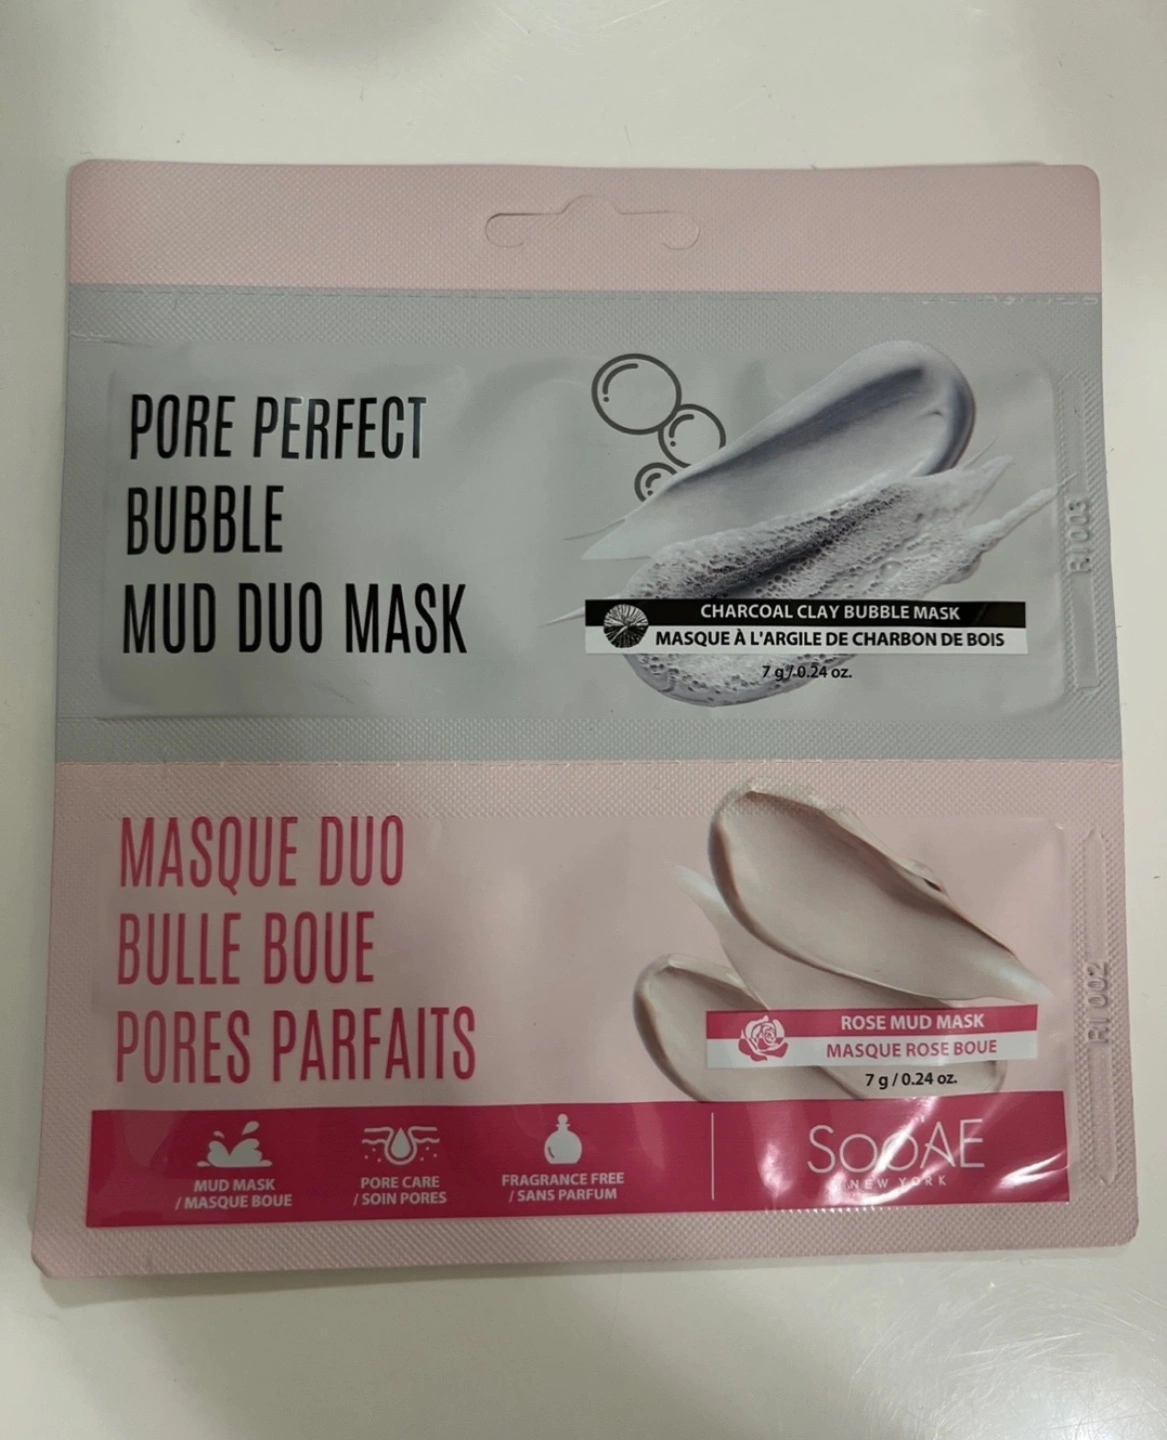 PORE PERFECT
BUBBLE
MUD DUO MASK
CHARCOAL CLAY BUBBLE MASK
MASQUE À L'ARGILE DE CHARBON DE BOIS
7 g / 0.24 oz.
RI 003
MASQUE DUO
BULLE BOUE
PORES PARFAITS
ROSE MUD MASK
MASQUE ROSE BOUE
7 g / 0.24 oz.
RI 002
MUD MASK
/ MASQUE BOUE
PORE CARE
/ SOIN PORES
FRAGRANCE FREE
/ SANS PARFUM
SooAE
NEW YORK